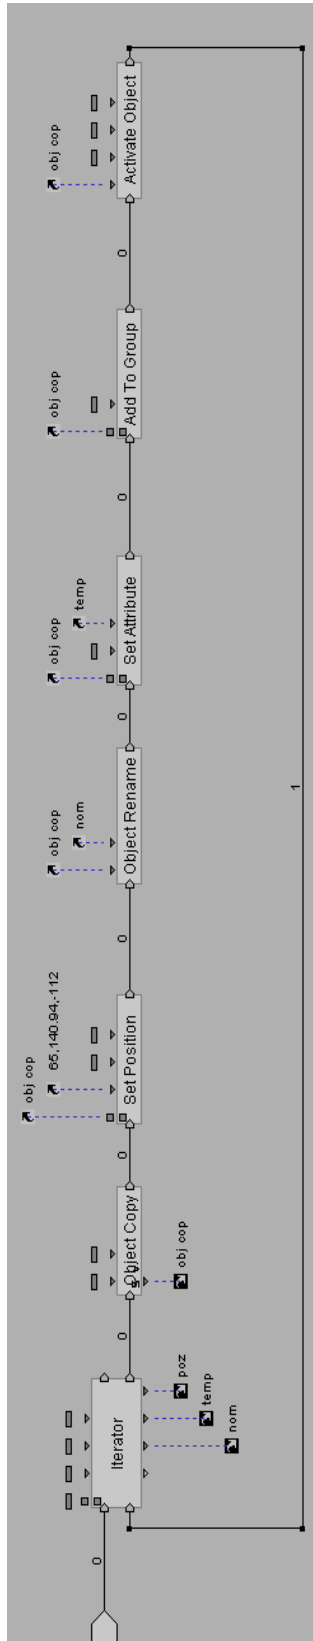 0
Iterator
poz
temp
nom
0
Object Copy
s
obj cop
0
obj cop
65,140.94,-112
Set Position
0
obj cop
nom
Object Rename
0
obj cop
temp
Set Attribute
0
obj cop
Add To Group
0
obj cop
Activate Object
1